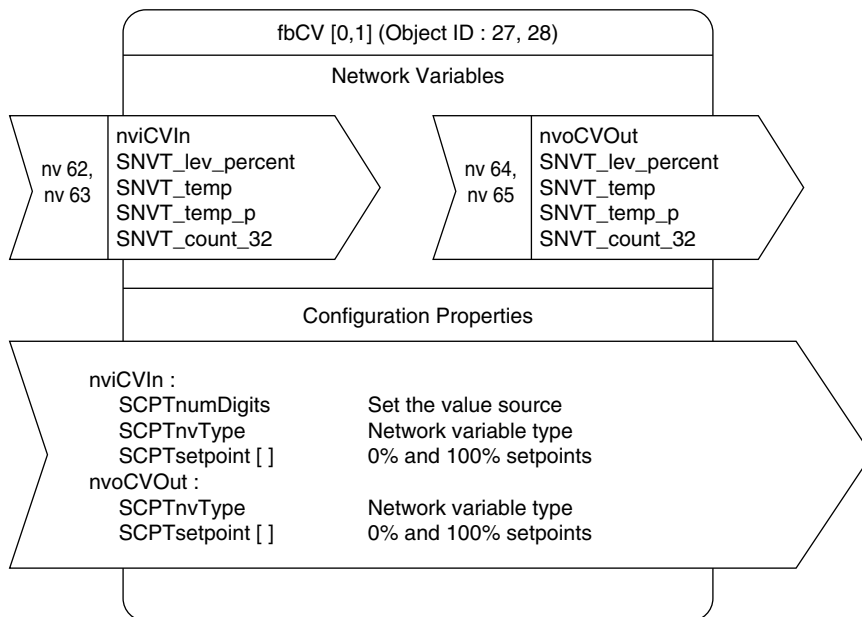 fbCV [0,1] (Object ID : 27, 28)
Network Variables
nv 62,
nv 63
nviCVIn
SNVT_lev_percent
SNVT_temp
SNVT_temp_p
SNVT_count_32
nv 64,
nv 65
nvoCVOut
SNVT_lev_percent
SNVT_temp
SNVT_temp_p
SNVT_count_32
Configuration Properties
nviCVIn :
SCPTnumDigits Set the value source
SCPTnvType Network variable type
SCPTsetpoint [ ] 0% and 100% setpoints
nvoCVOut :
SCPTnvType Network variable type
SCPTsetpoint [ ] 0% and 100% setpoints